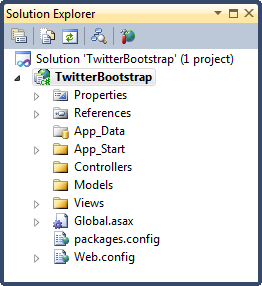 Solution Explorer
Solution 'TwitterBootstrap' (1 project)
TwitterBootstrap
Properties
References
App_Data
App_Start
Controllers
Models
Views
Global.asax
packages.config
Web.config